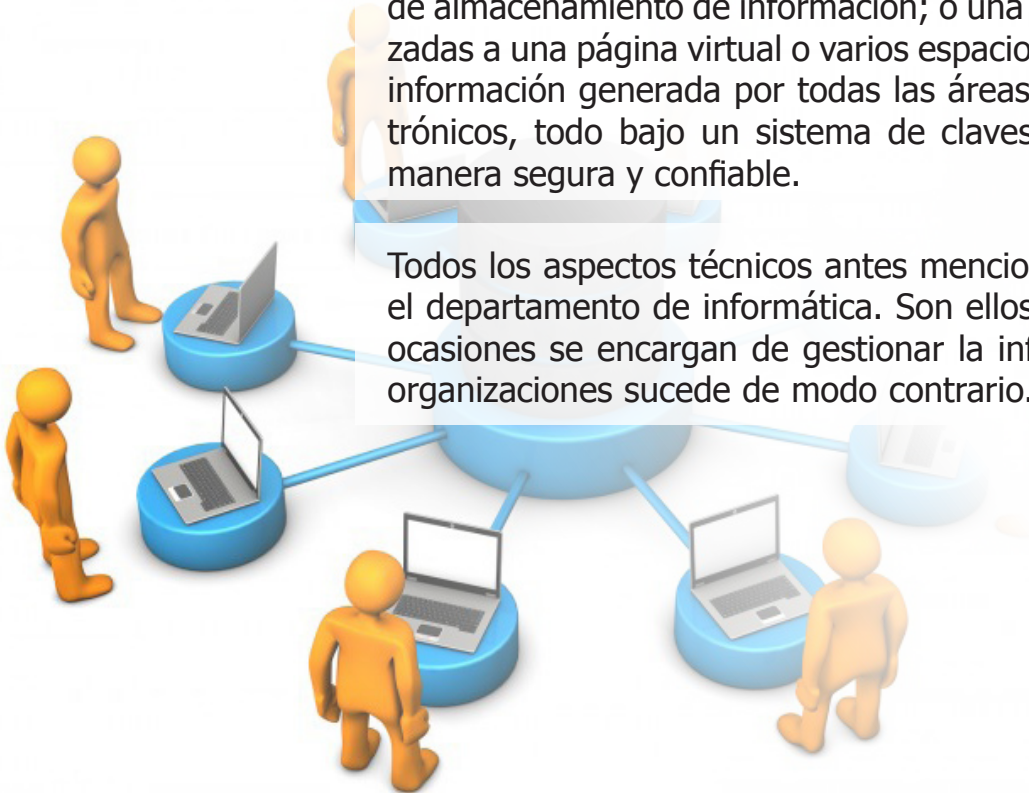 de almacenamiento de información; o una
zadas a una página virtual o varios espacio
información generada por todas las áreas
trónicos, todo bajo un sistema de claves
manera segura y confiable.
Todos los aspectos técnicos antes mencio
el departamento de informática. Son ellos
ocasiones se encargan de gestionar la inf
organizaciones sucede de modo contrario.